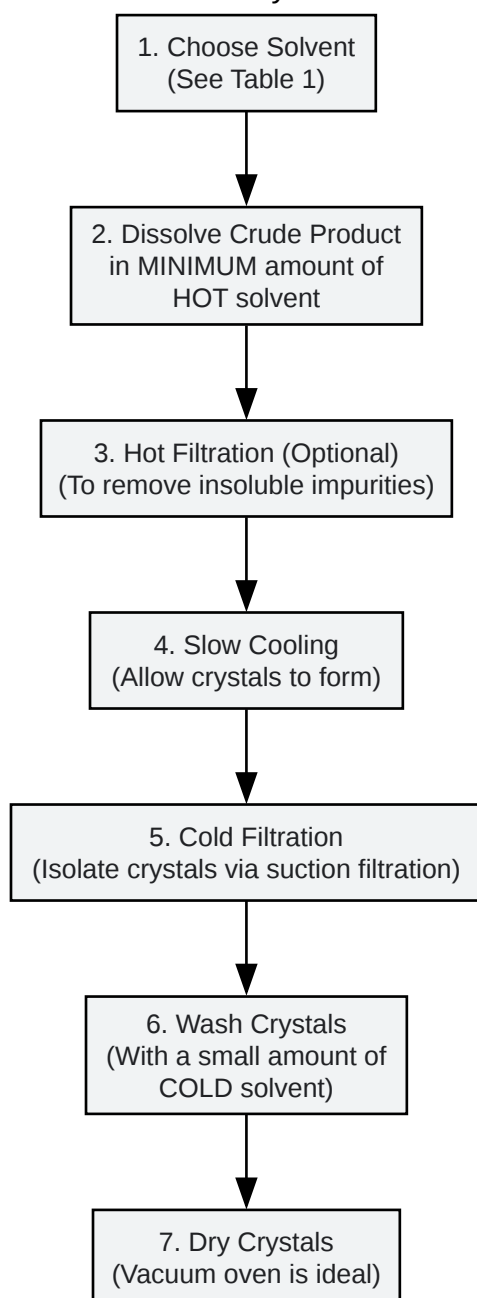 1. Choose Solvent
(See Table 1)
2. Dissolve Crude Product
in MINIMUM amount of
HOT solvent
3. Hot Filtration (Optional)
(To remove insoluble impurities)
4. Slow Cooling
(Allow crystals to form)
5. Cold Filtration
(Isolate crystals via suction filtration)
6. Wash Crystals
(With a small amount of
COLD solvent)
7. Dry Crystals
(Vacuum oven is ideal)